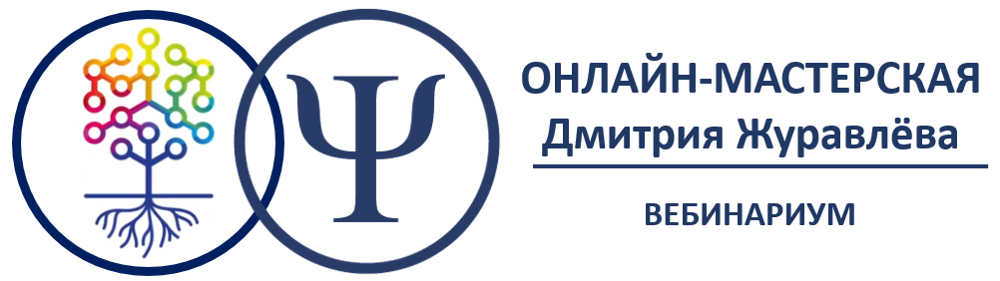 Ψ
ОНЛАЙН-МАСТЕРСКАЯ
Дмитрия Журавлёва
ВЕБИНАРИУМ